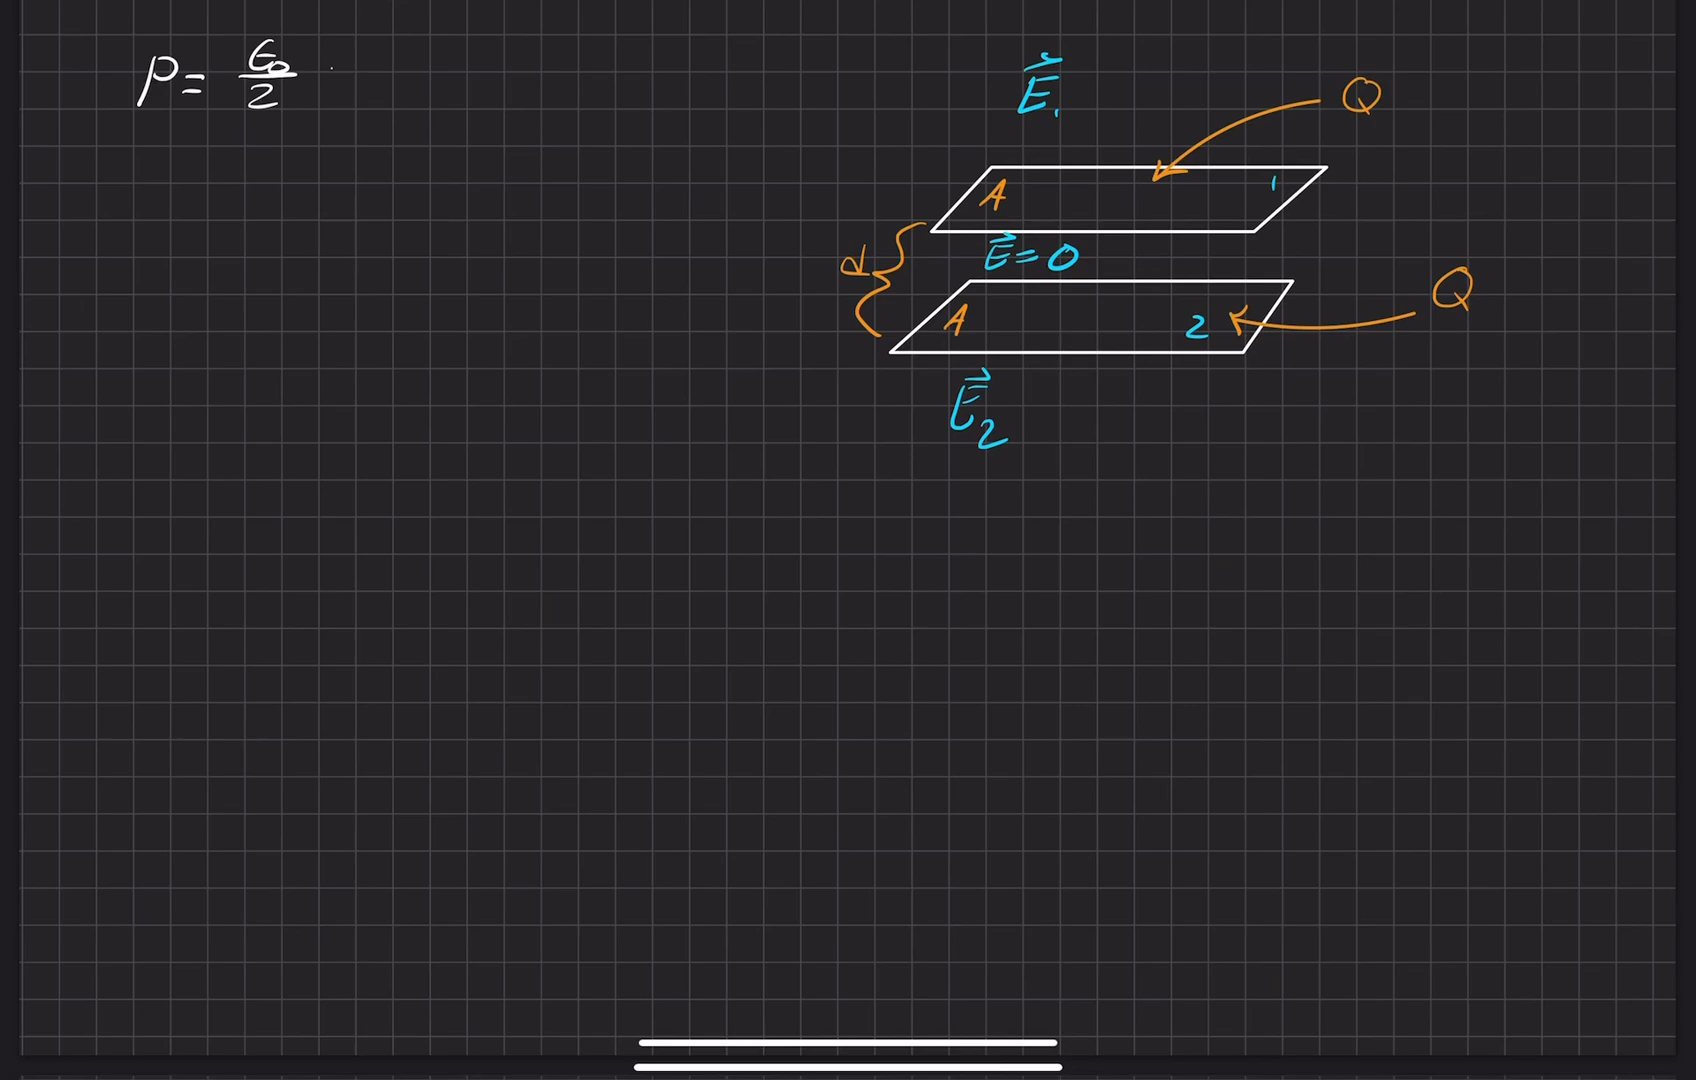 P = ε₀/2
E⃗₁
Q
A
1
d
E⃗ = 0
Q
A
2
E⃗₂